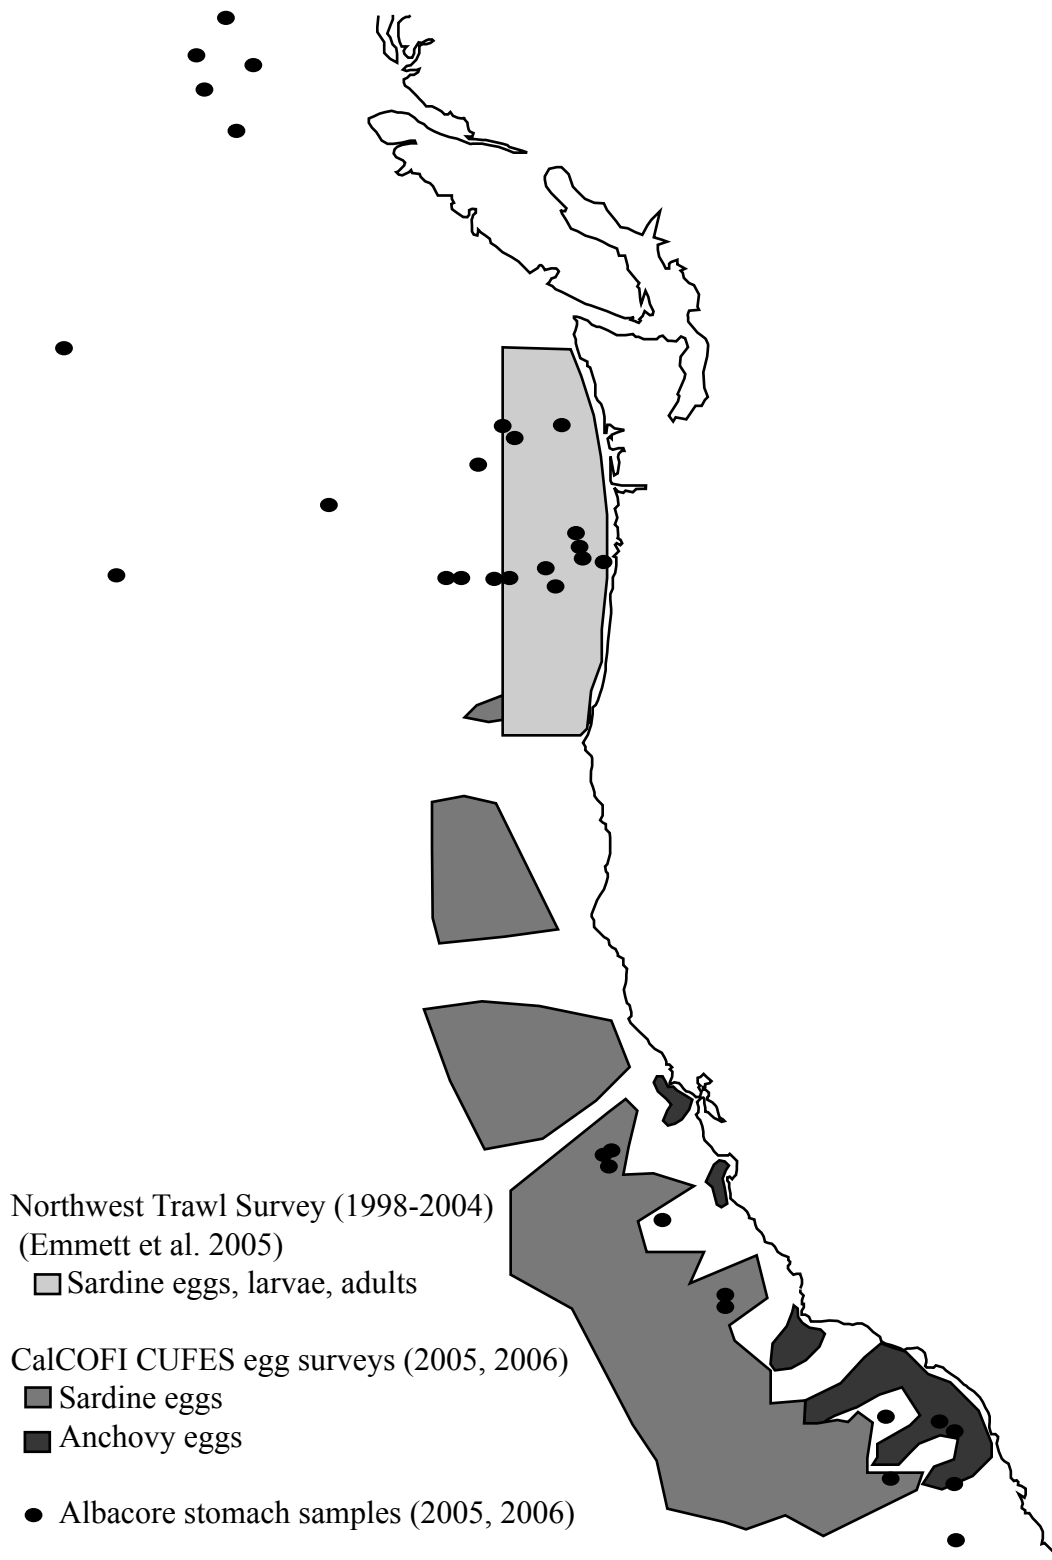 Northwest Trawl Survey (1998-2004)
(Emmett et al. 2005)
Sardine eggs, larvae, adults
CalCOFI CUFES egg surveys (2005, 2006)
Sardine eggs
Anchovy eggs
Albacore stomach samples (2005, 2006)